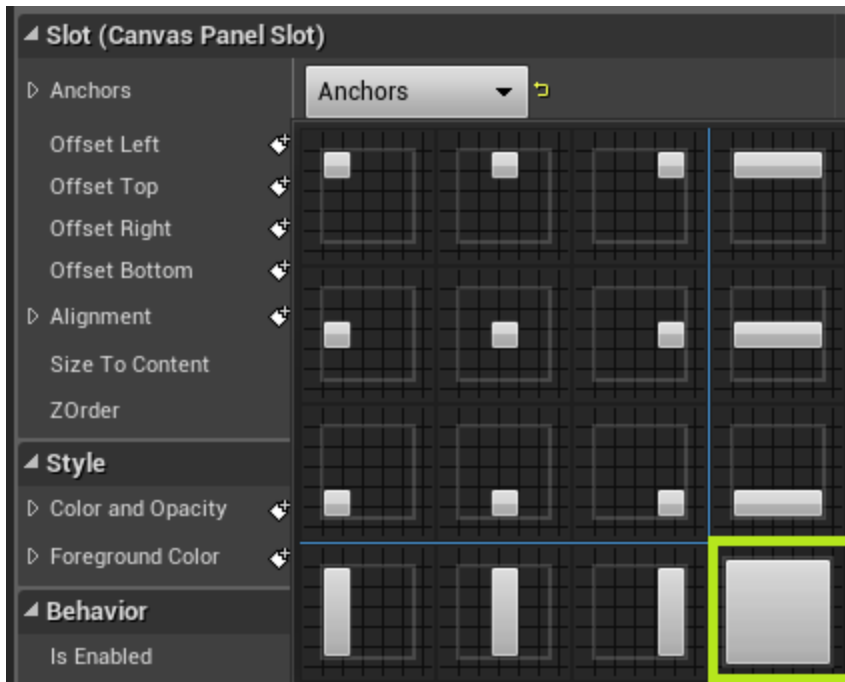 Slot (Canvas Panel Slot)
Anchors
Anchors
Offset Left
Offset Top
Offset Right
Offset Bottom
Alignment
Size To Content
ZOrder
Style
Color and Opacity
Foreground Color
Behavior
Is Enabled